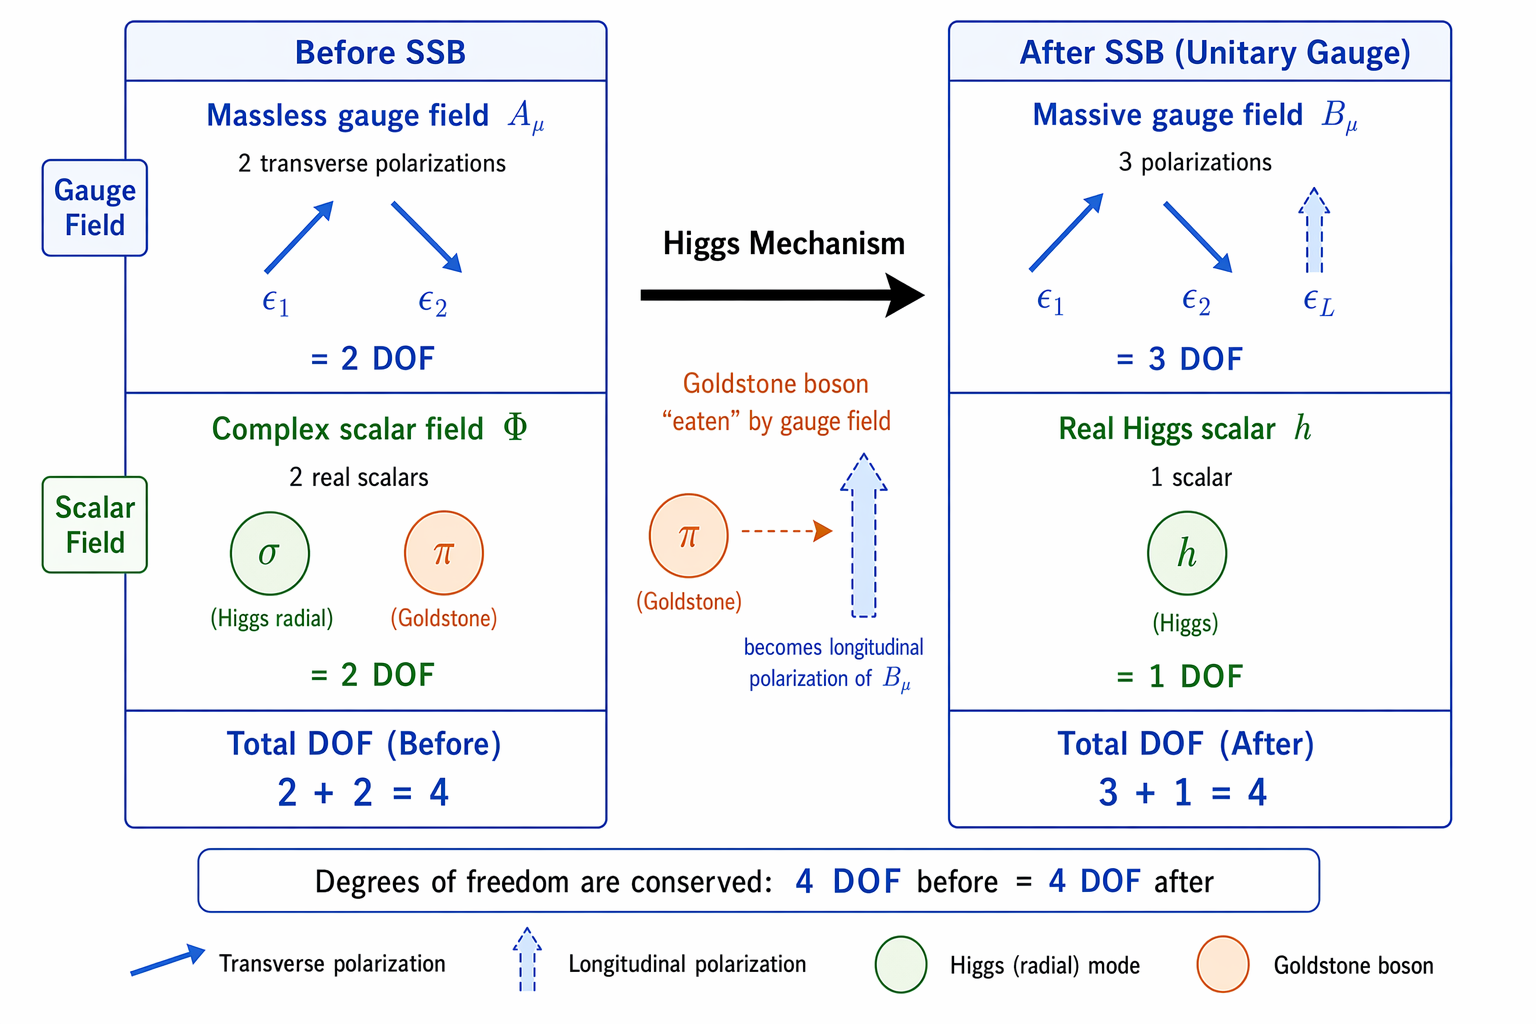 Before SSB
Massless gauge field A_μ
2 transverse polarizations
ϵ₁ ϵ₂
= 2 DOF
Gauge
Field
Complex scalar field Φ
2 real scalars
σ π
(Higgs radial) (Goldstone)
= 2 DOF
Scalar
Field
Total DOF (Before)
2 + 2 = 4
Higgs Mechanism
Goldstone boson
“eaten” by gauge field
π
(Goldstone)
becomes longitudinal
polarization of B_μ
After SSB (Unitary Gauge)
Massive gauge field B_μ
3 polarizations
ϵ₁ ϵ₂ ϵ_L
= 3 DOF
Real Higgs scalar h
1 scalar
h
(Higgs)
= 1 DOF
Total DOF (After)
3 + 1 = 4
Degrees of freedom are conserved: 4 DOF before = 4 DOF after
Transverse polarization
Longitudinal polarization
Higgs (radial) mode
Goldstone boson